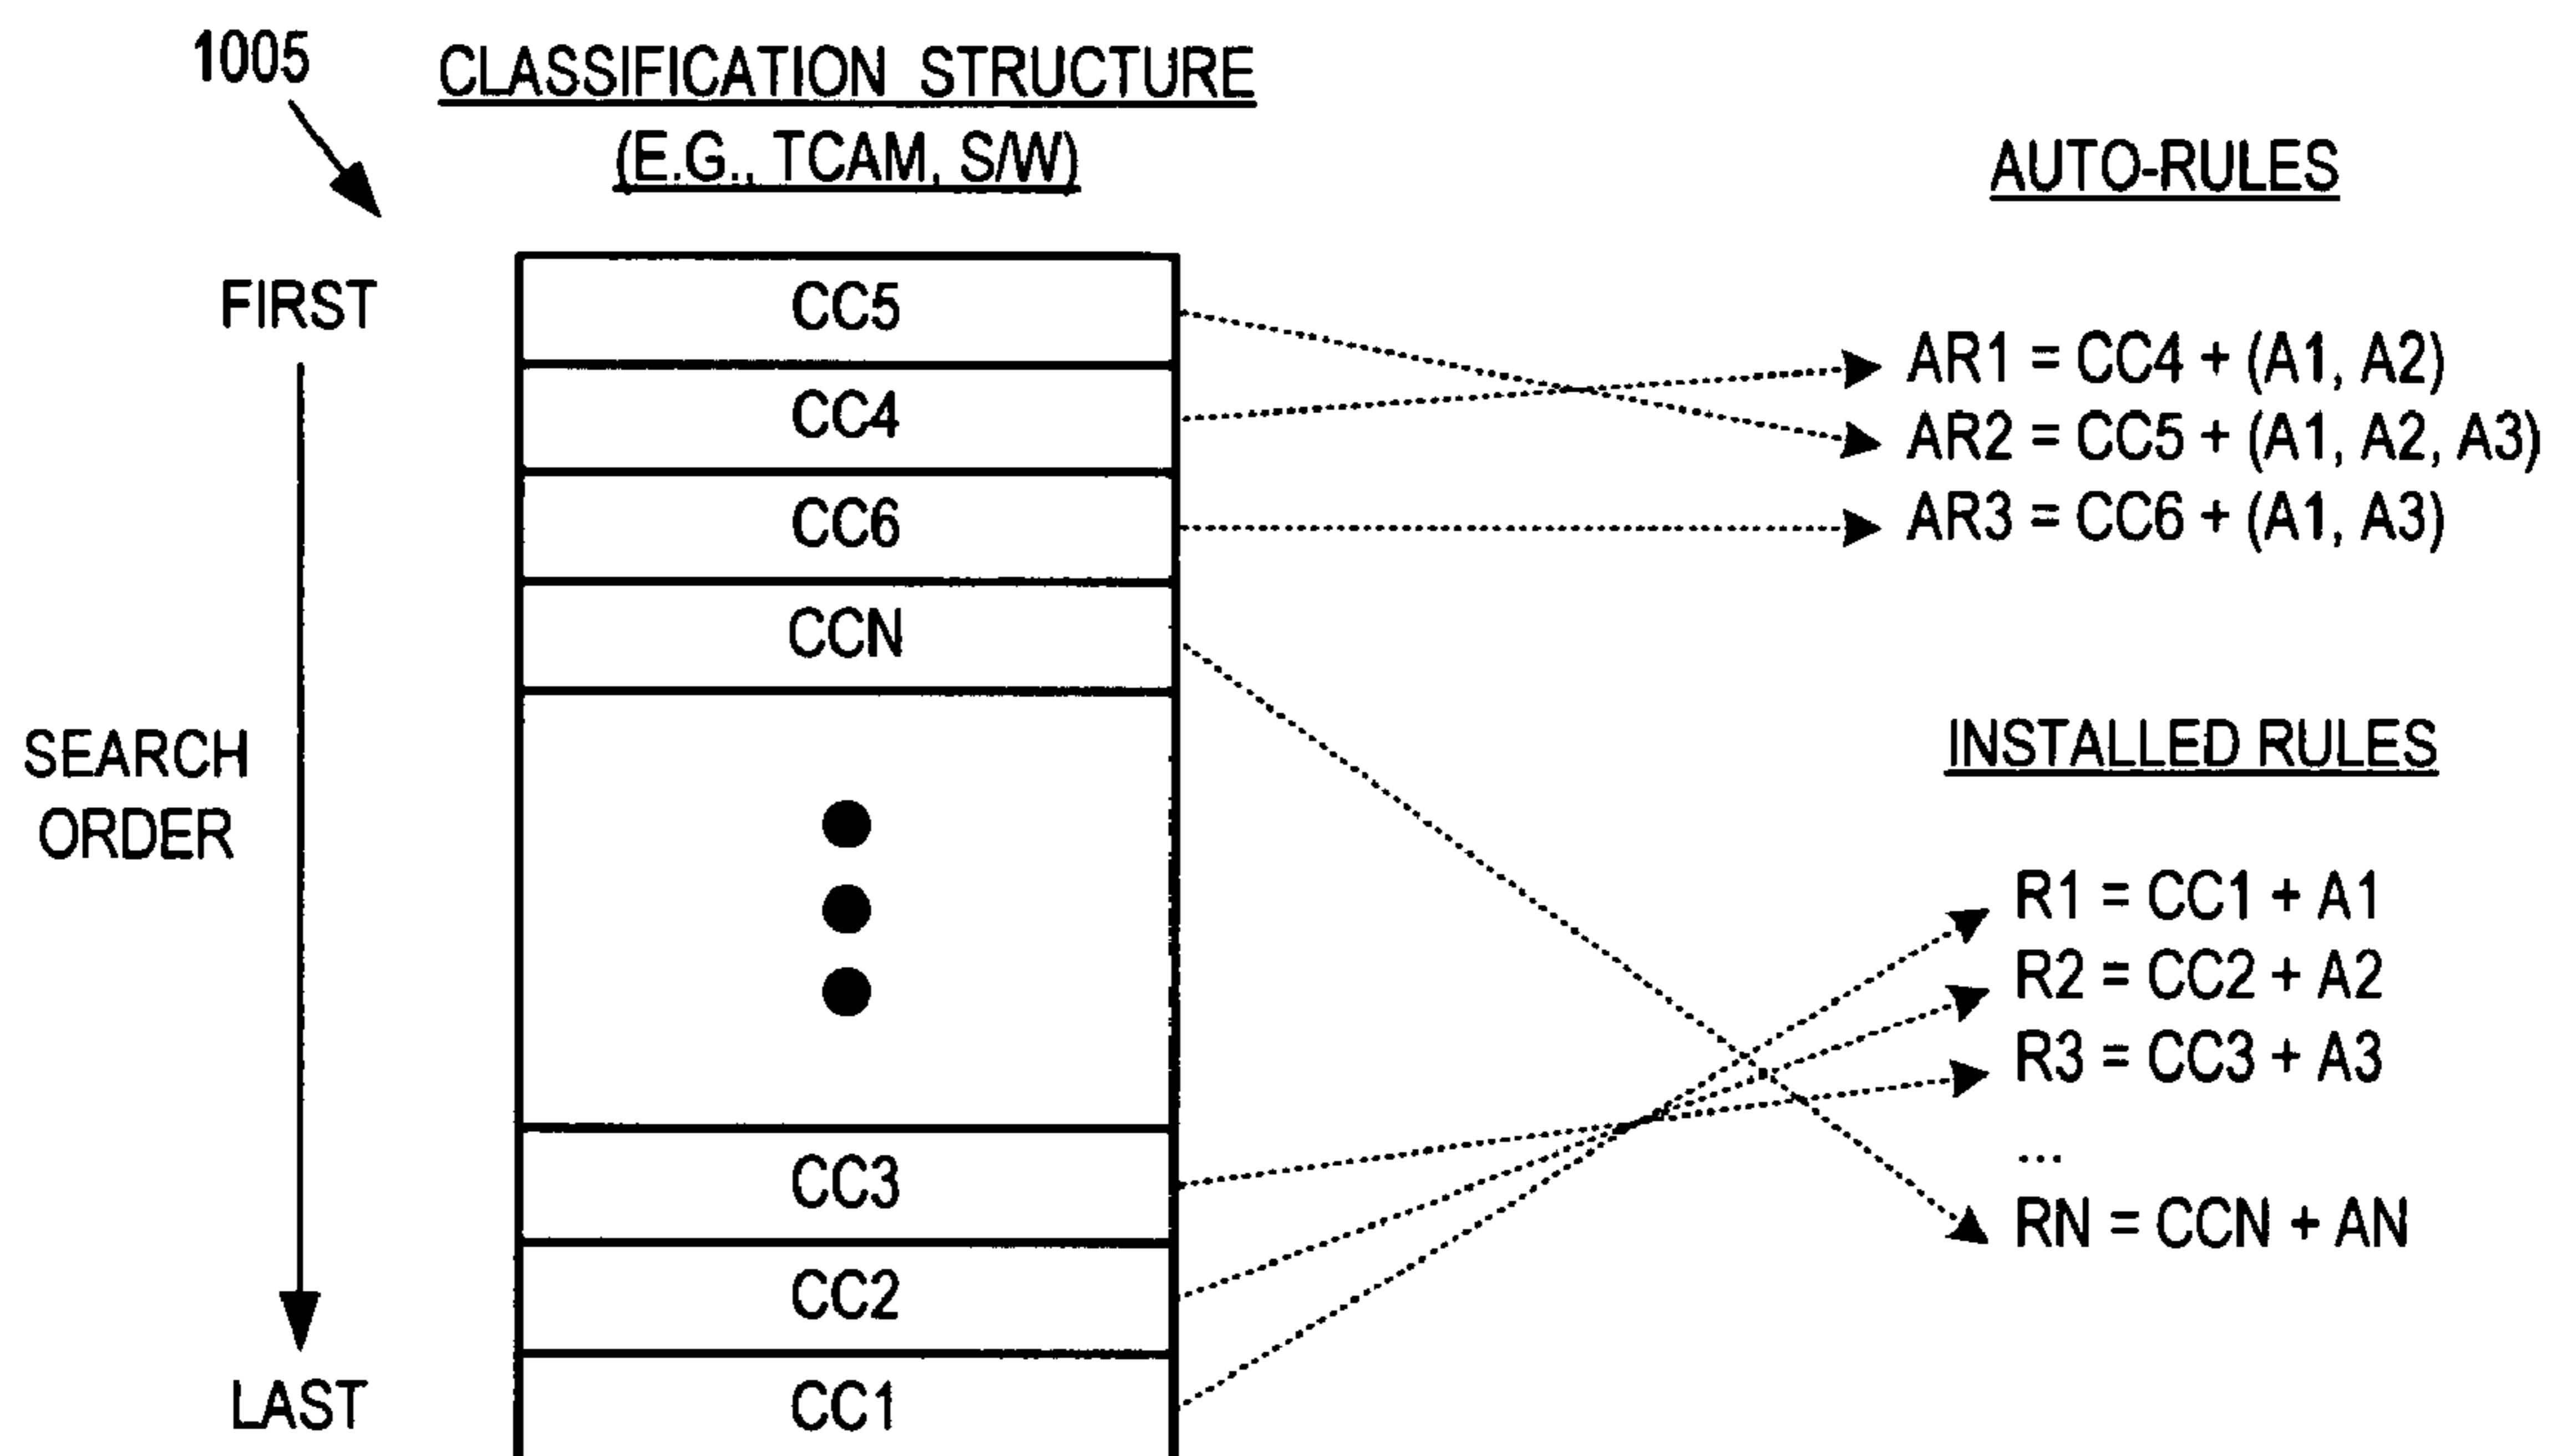 1005
CLASSIFICATION STRUCTURE
(E.G., TCAM, S/W)
FIRST
SEARCH
ORDER
LAST
CC5
CC4
CC6
CCN
CC3
CC2
CC1
AUTO-RULES
AR1 = CC4 + (A1, A2)
AR2 = CC5 + (A1, A2, A3)
AR3 = CC6 + (A1, A3)
INSTALLED RULES
R1 = CC1 + A1
R2 = CC2 + A2
R3 = CC3 + A3
...
RN = CCN + AN